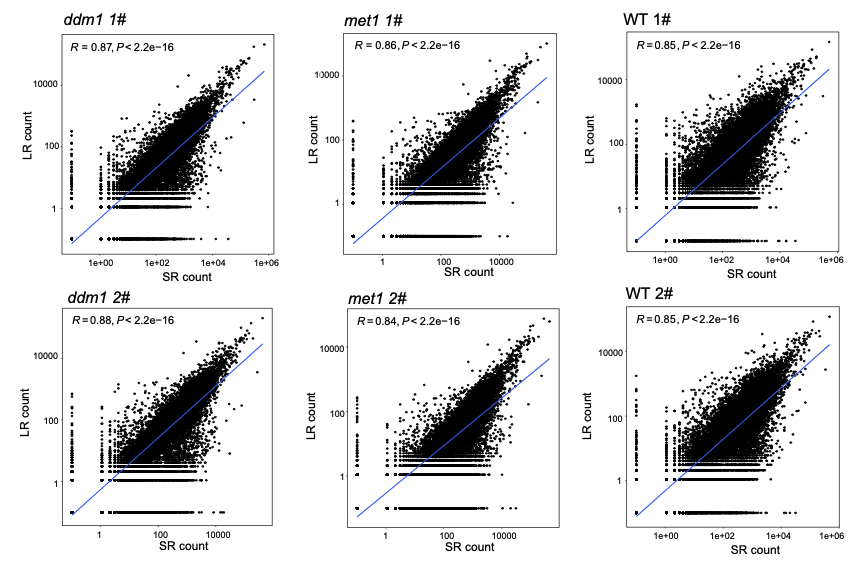 ddm1 1#
R = 0.87, P < 2.2e−16
LR count
10000
100
1
1e+00 1e+02 1e+04 1e+06
SR count
met1 1#
R = 0.86, P < 2.2e−16
LR count
10000
100
1
1 100 10000
SR count
WT 1#
R = 0.85, P < 2.2e−16
LR count
10000
100
1
1e+00 1e+02 1e+04 1e+06
SR count
ddm1 2#
R = 0.88, P < 2.2e−16
LR count
10000
100
1
1 100 10000
SR count
met1 2#
R = 0.84, P < 2.2e−16
LR count
10000
100
1
1 100 10000
SR count
WT 2#
R = 0.85, P < 2.2e−16
LR count
10000
100
1
1e+00 1e+02 1e+04 1e+06
SR count